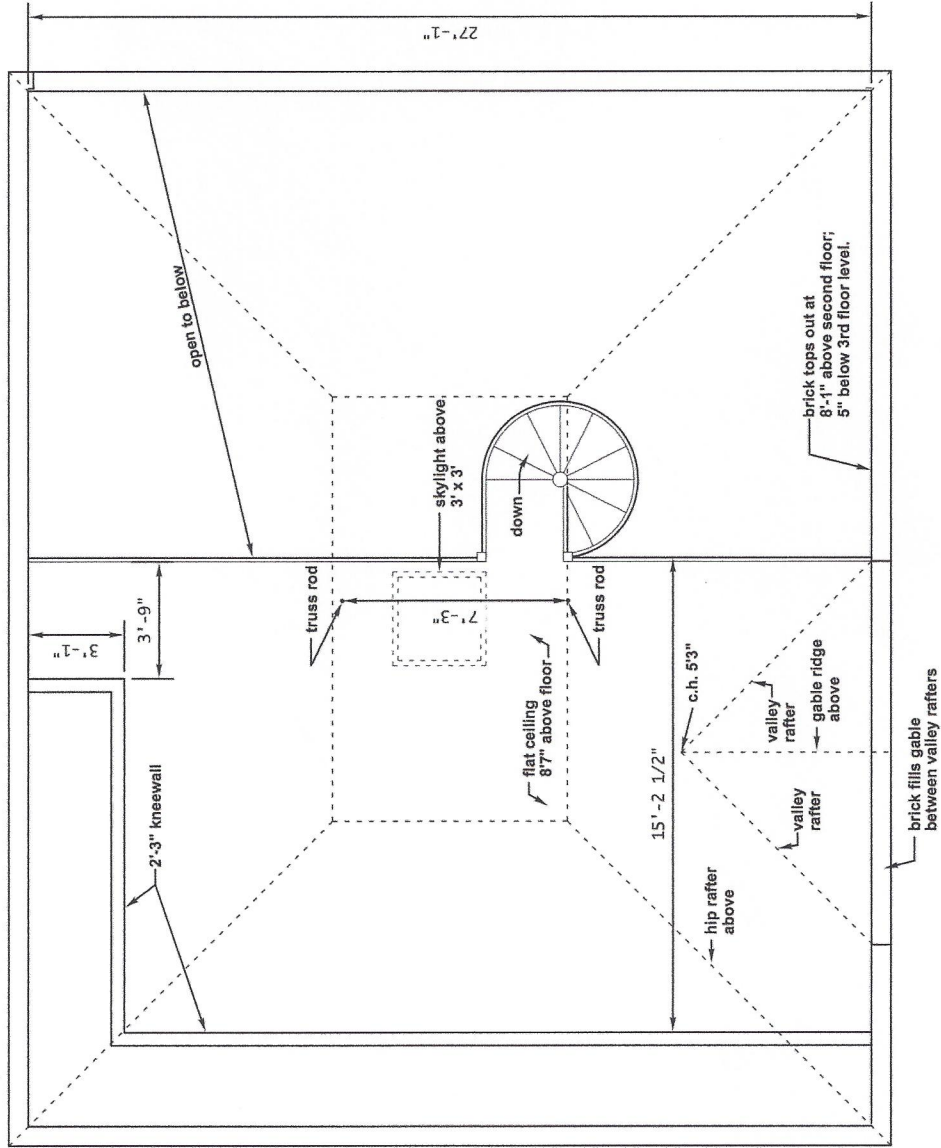 27'-1"
open to below
brick tops out at
8'-1" above second floor;
5" below 3rd floor level.
skylight above
3' x 3'
down
3'-1"
3'-9"
truss rod
7'-3"
truss rod
2'-3" kneewall
flat ceiling
8'7" above floor
15'-2 1/2"
c.h. 5'3"
valley
rafter
gable ridge
above
valley
rafter
hip rafter
above
brick fills gable
between valley rafters